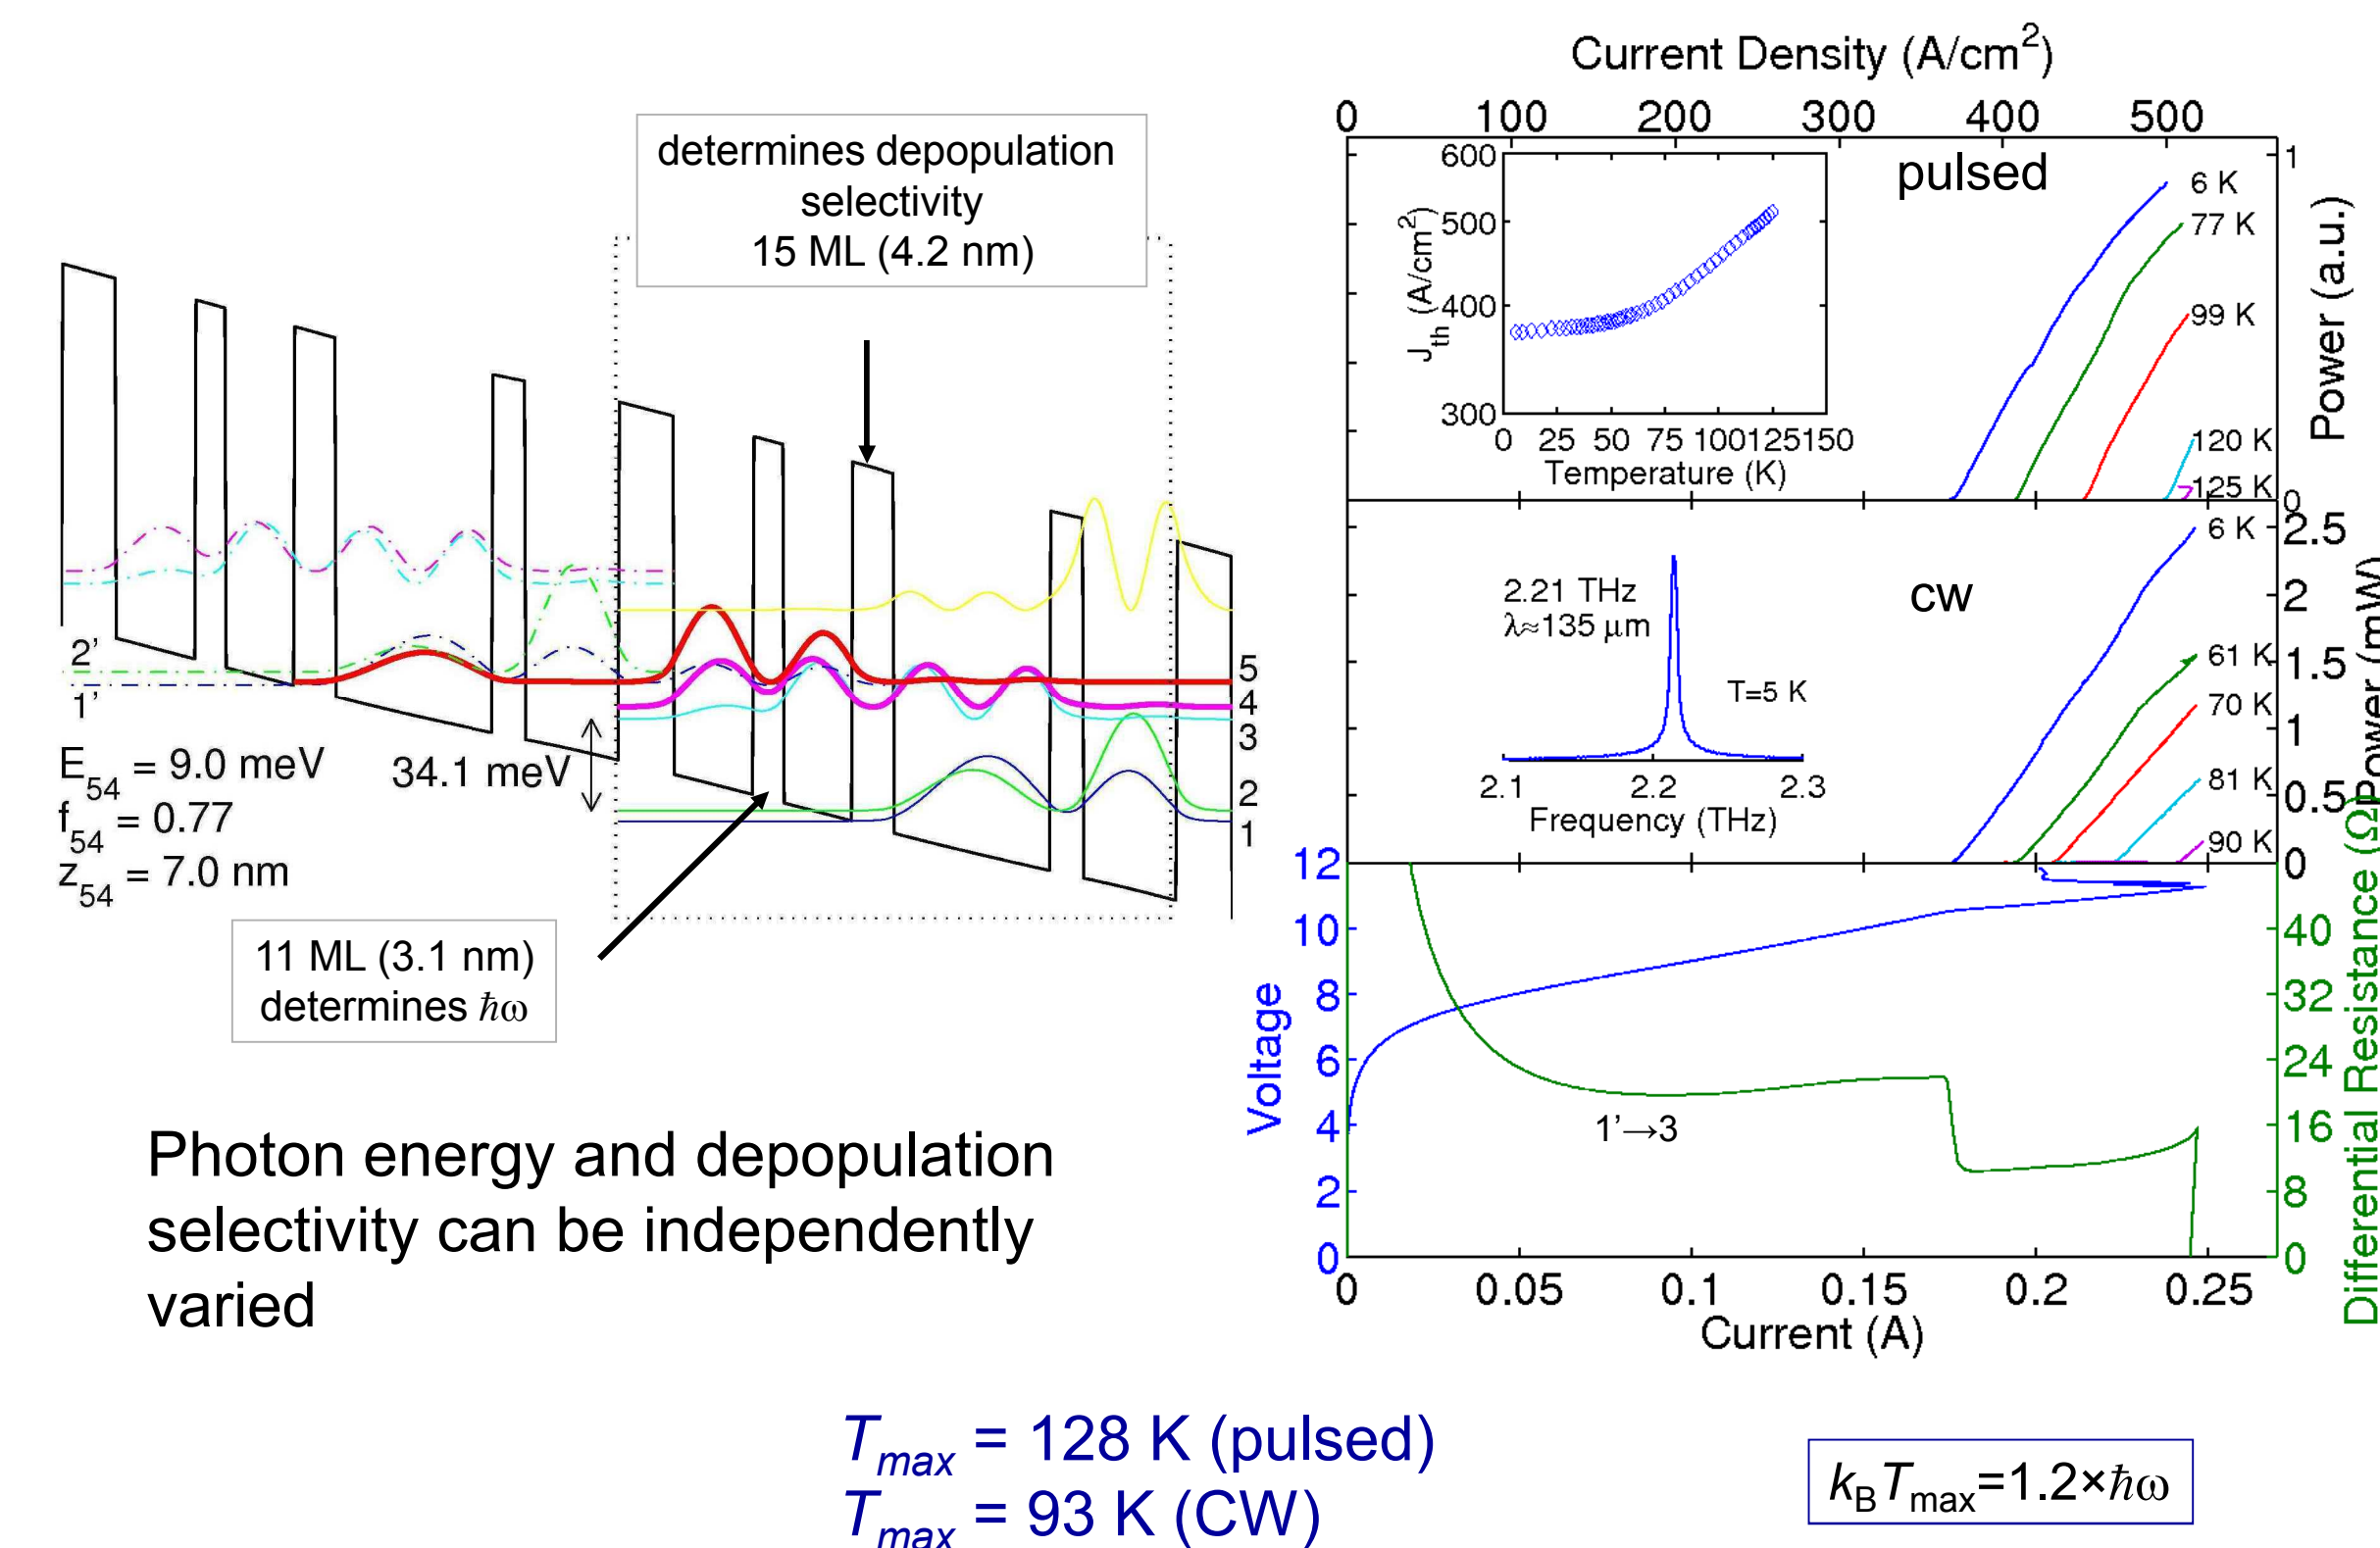 determines depopulation
selectivity
15 ML (4.2 nm)
2’
1’
E54 = 9.0 meV
f54 = 0.77
z54 = 7.0 nm
34.1 meV
5
4
3
2
1
11 ML (3.1 nm)
determines ℏω
Photon energy and depopulation
selectivity can be independently
varied
Current Density (A/cm²)
0 100 200 300 400 500
pulsed
600
500
400
300
Jth (A/cm²)
0 25 50 75 100 125 150
Temperature (K)
6 K
77 K
99 K
120 K
125 K
1
0
Power (a.u.)
cw
2.21 THz
λ≈135 μm
T=5 K
2.1 2.2 2.3
Frequency (THz)
6 K
61 K
70 K
81 K
90 K
2.5
2
1.5
1
0.5
0
Power (mW)
12
10
8
6
4
2
0
Voltage
1’→3
40
32
24
16
8
0
Differential Resistance (Ω)
0 0.05 0.1 0.15 0.2 0.25
Current (A)
Tmax = 128 K (pulsed)
Tmax = 93 K (CW)
kBTmax=1.2×ℏω